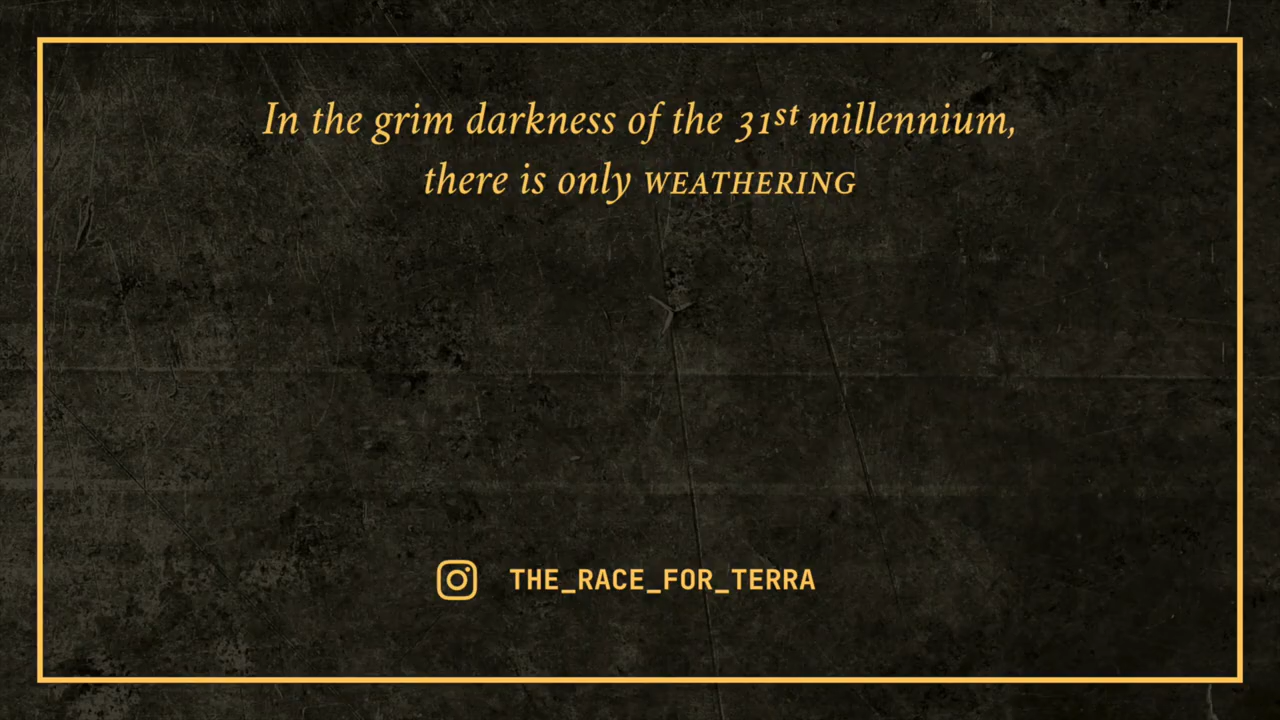 In the grim darkness of the 31st millennium,
there is only WEATHERING
THE_RACE_FOR_TERRA